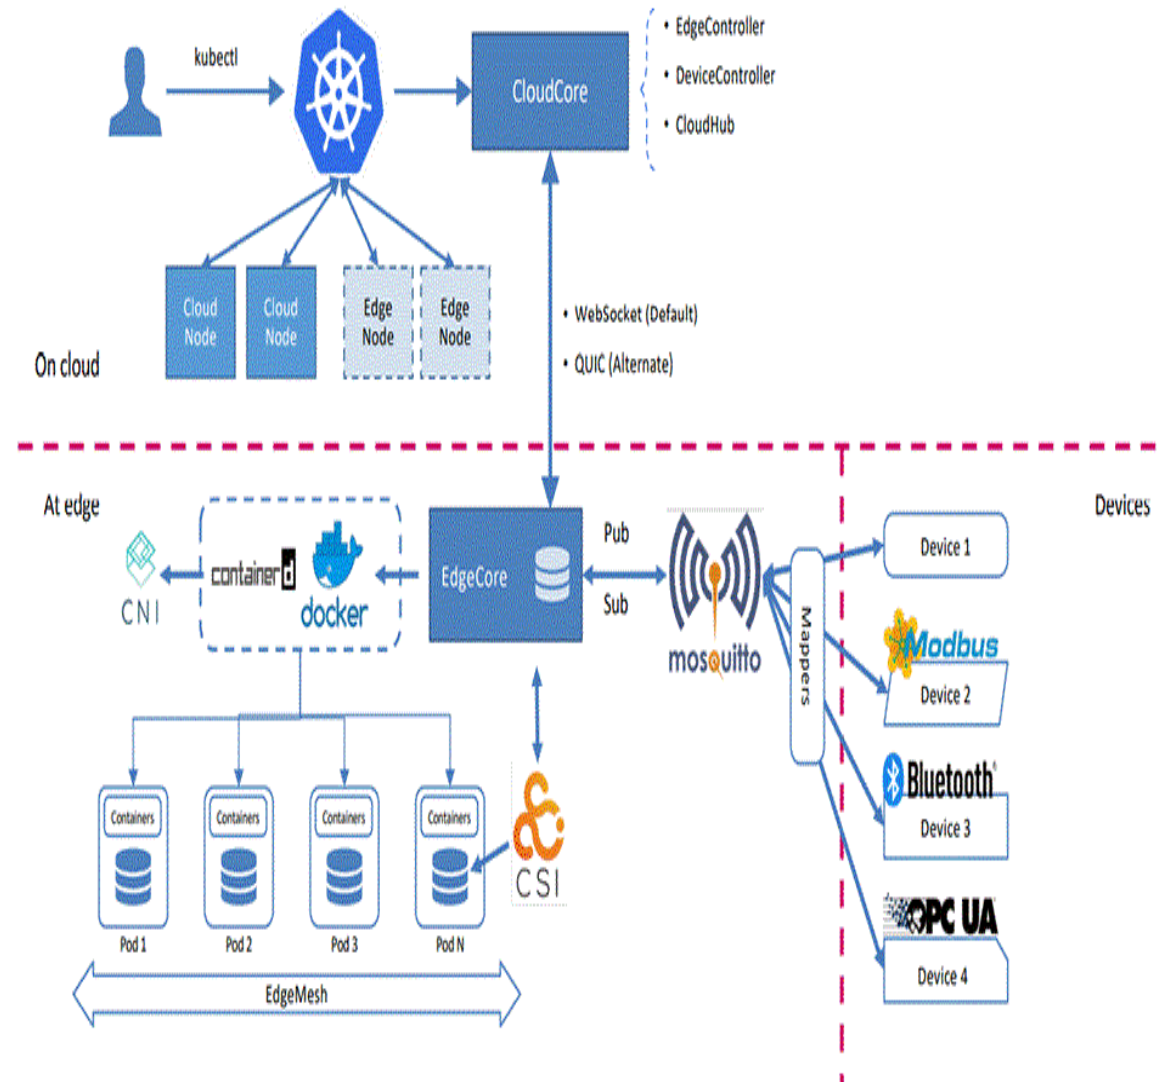 kubectl
CloudCore
• EdgeController
• DeviceController
• CloudHub
Cloud
Node
Cloud
Node
Edge
Node
Edge
Node
On cloud
• WebSocket (Default)
• QUIC (Alternate)
At edge
Devices
CNI
containerd
docker
EdgeCore
Pub
Sub
mosquitto
Mappers
Device 1
Modbus
Device 2
Bluetooth
Device 3
OPC UA
Device 4
Containers
Containers
Containers
Containers
CSI
Pod 1
Pod 2
Pod 3
Pod N
EdgeMesh